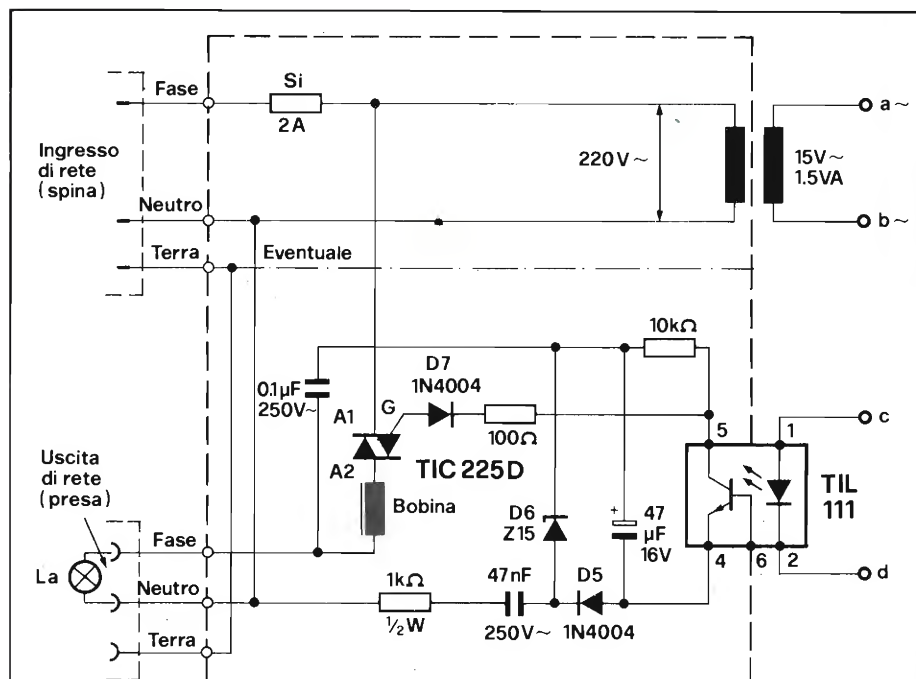 Fase
Si
2A
a~
Ingresso
di rete
(spina)
220V~
15V~
1.5VA
Neutro
b~
Terra
Eventuale
10kΩ
0.1µF
250V~
D7
1N4004
A1
G
100Ω
A2
TIC 225D
5
1
c
Uscita
di rete
(presa)
Bobina
D6
Z15
+
47
µF
16V
TIL
111
Fase
4
6
2
La
1kΩ
47nF
D5
d
Neutro
½W
250V~
1N4004
Terra